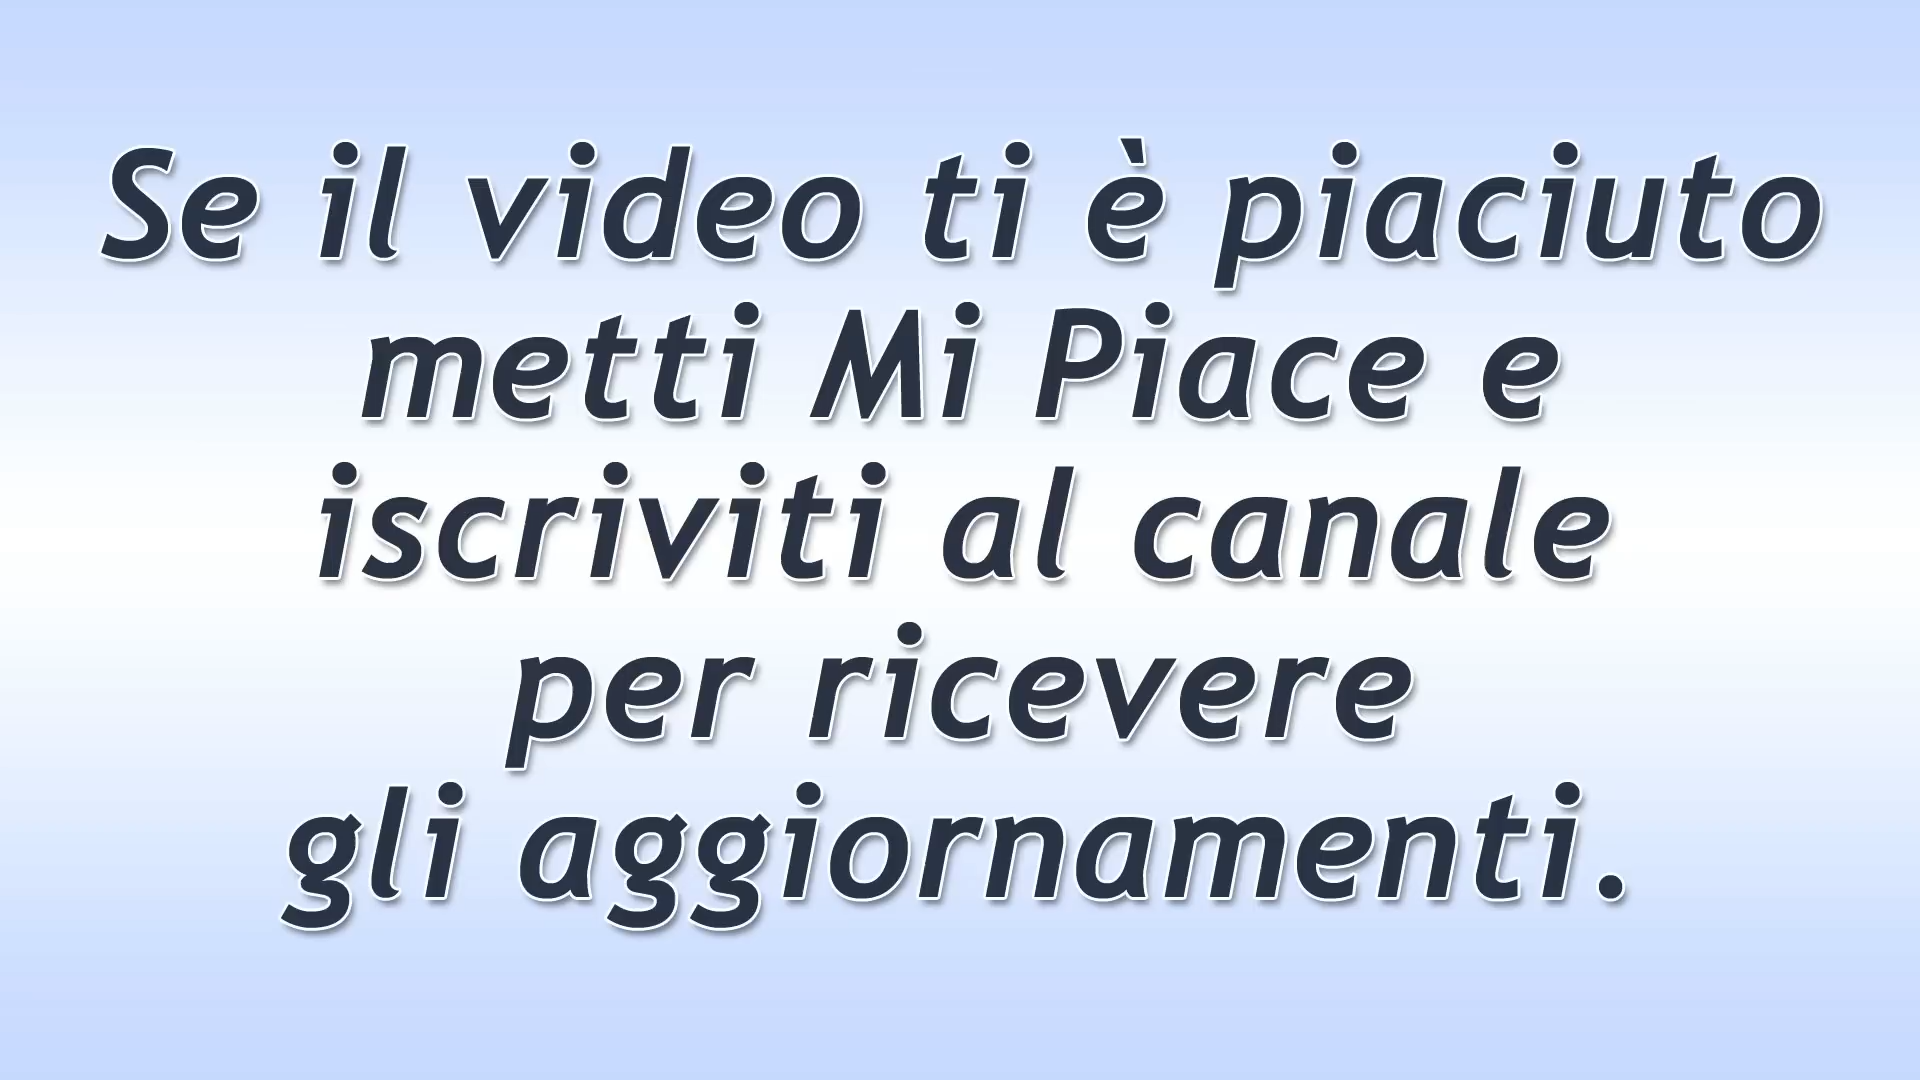 Se il video ti è piaciuto
metti Mi Piace e
iscriviti al canale
per ricevere
gli aggiornamenti.